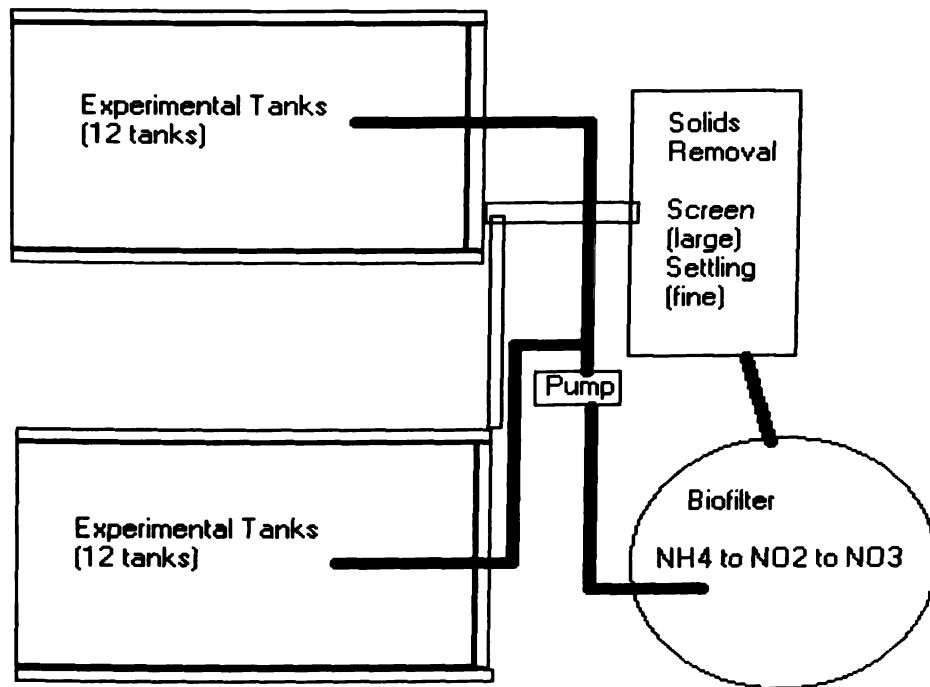 Experimental Tanks
(12 tanks)
Solids
Removal
Screen
(large)
Settling
(fine)
Pump
Experimental Tanks
(12 tanks)
Biofilter
NH4 to NO2 to NO3